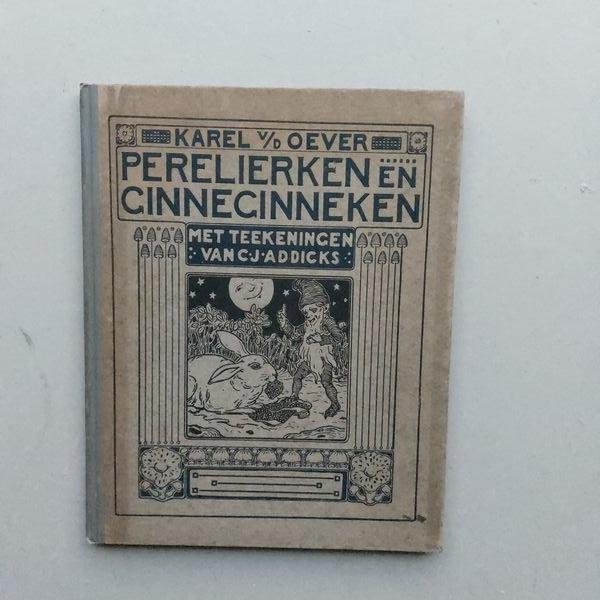 KAREL V/D OEVER
PERELIERKEN EN
GINNEGINNEKEN
MET TEEKENINGEN
VAN C·J·ADDICKS